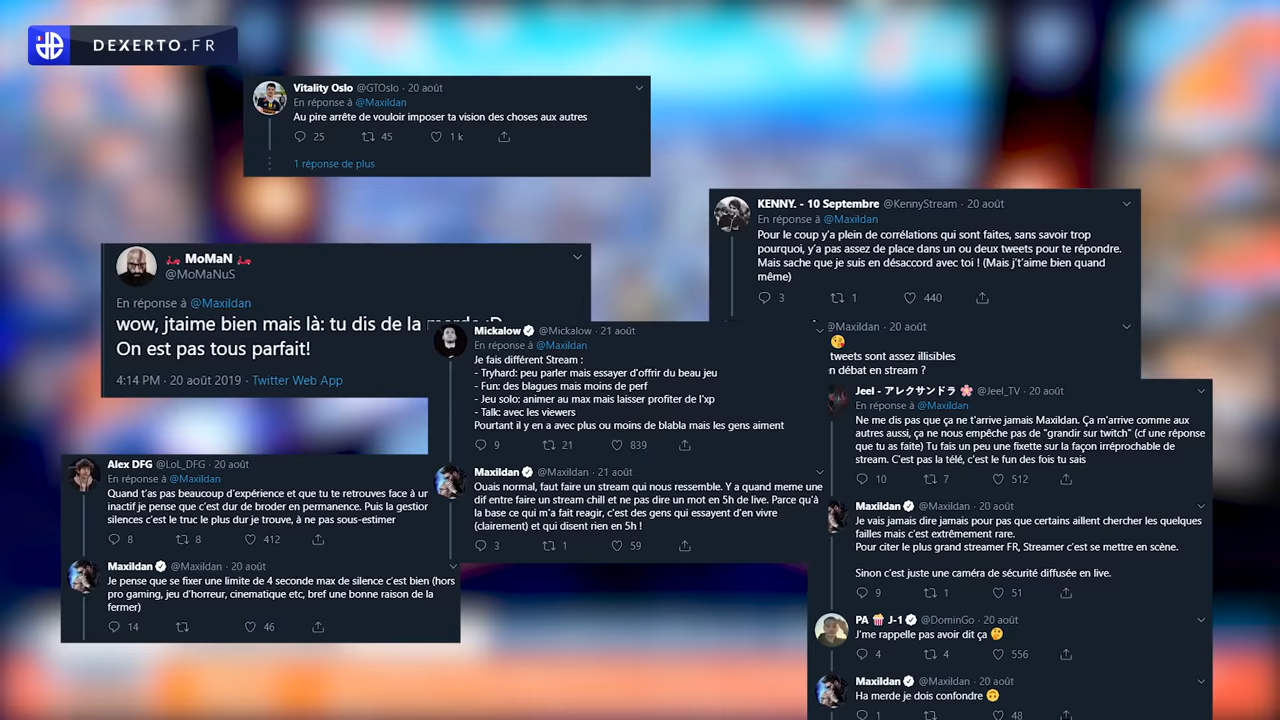 DEXERTO.FR
Vitality Oslo @GTOslo · 20 août
En réponse à @Maxildan
Au pire arrête de vouloir imposer ta vision des choses aux autres
25 45 1 k
1 réponse de plus
KENNY. - 10 Septembre @KennyStream · 20 août
En réponse à @Maxildan
Pour le coup y'a plein de corrélations qui sont faites, sans savoir trop
pourquoi, y'a pas assez de place dans un ou deux tweets pour te répondre.
Mais sache que je suis en désaccord avec toi ! (Mais j't'aime bien quand
même)
3 1 440
@Maxildan · 20 août
😘
tweets sont assez illisibles
n débat en stream ?
🛵 MoMaN 🛵
@MoMaNuS
En réponse à @Maxildan
wow, jtaime bien mais là: tu dis de la
On est pas tous parfait!
4:14 PM · 20 août 2019 · Twitter Web App
Mickalow @Mickalow · 21 août
En réponse à @Maxildan
Je fais différent Stream :
- Tryhard: peu parler mais essayer d'offrir du beau jeu
- Fun: des blagues mais moins de perf
- Jeu solo: animer au max mais laisser profiter de l'xp
- Talk: avec les viewers
Pourtant il y en a avec plus ou moins de blabla mais les gens aiment
9 21 839
Maxildan @Maxildan · 21 août
Ouais normal, faut faire un stream qui nous ressemble. Y a quand meme une
dif entre faire un stream chill et ne pas dire un mot en 5h de live. Parce qu'à
la base ce qui m'a fait reagir, c'est des gens qui essayent d'en vivre
(clairement) et qui disent rien en 5h !
3 1 59
Alex DFG @LoL_DFG · 20 août
En réponse à @Maxildan
Quand t'as pas beaucoup d'expérience et que tu te retrouves face à ur
inactif je pense que c'est dur de broder en permanence. Puis la gestior
silences c'est le truc le plus dur je trouve, à ne pas sous-estimer
8 8 412
Maxildan @Maxildan · 20 août
Je pense que se fixer une limite de 4 seconde max de silence c'est bien (hors
pro gaming, jeu d'horreur, cinematique etc, bref une bonne raison de la
fermer)
14 46
Jeel - アレクサンドラ 🌸 @Jeel_TV · 20 août
En réponse à @Maxildan
Ne me dis pas que ça ne t'arrive jamais Maxildan. Ça m'arrive comme aux
autres aussi, ça ne nous empêche pas de "grandir sur twitch" (cf une réponse
que tu as faite) Tu fais un peu une fixette sur la façon irréprochable de
stream. C'est pas la télé, c'est le fun des fois tu sais
10 7 512
Maxildan @Maxildan · 20 août
Je vais jamais dire jamais pour pas que certains aillent chercher les quelques
failles mais c'est extrêmement rare.
Pour citer le plus grand streamer FR, Streamer c'est se mettre en scène.
Sinon c'est juste une caméra de sécurité diffusée en live.
9 1 51
PA 🍿 J-1 @DominGo · 20 août
J'me rappelle pas avoir dit ça 🤔
4 4 556
Maxildan @Maxildan · 20 août
Ha merde je dois confondre 🙃
1 48